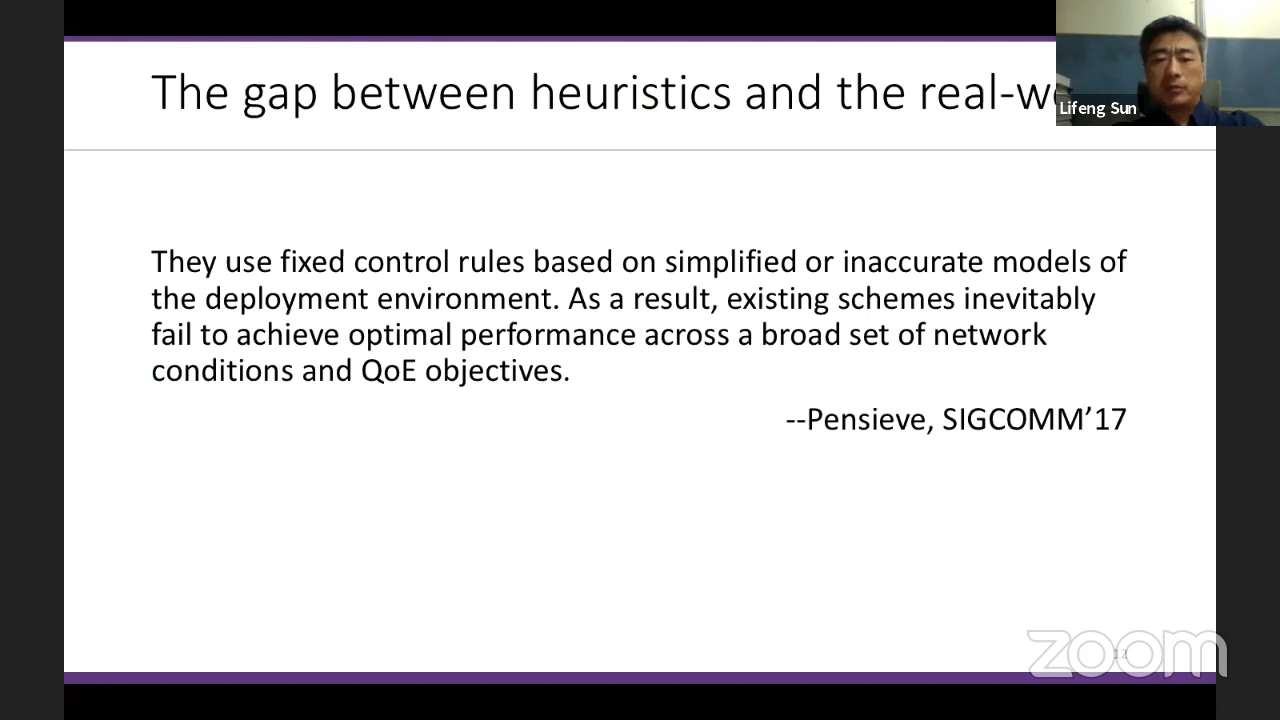 The gap between heuristics and the real-w
Lifeng Sun
They use fixed control rules based on simplified or inaccurate models of
the deployment environment. As a result, existing schemes inevitably
fail to achieve optimal performance across a broad set of network
conditions and QoE objectives.
--Pensieve, SIGCOMM’17
zoom
12